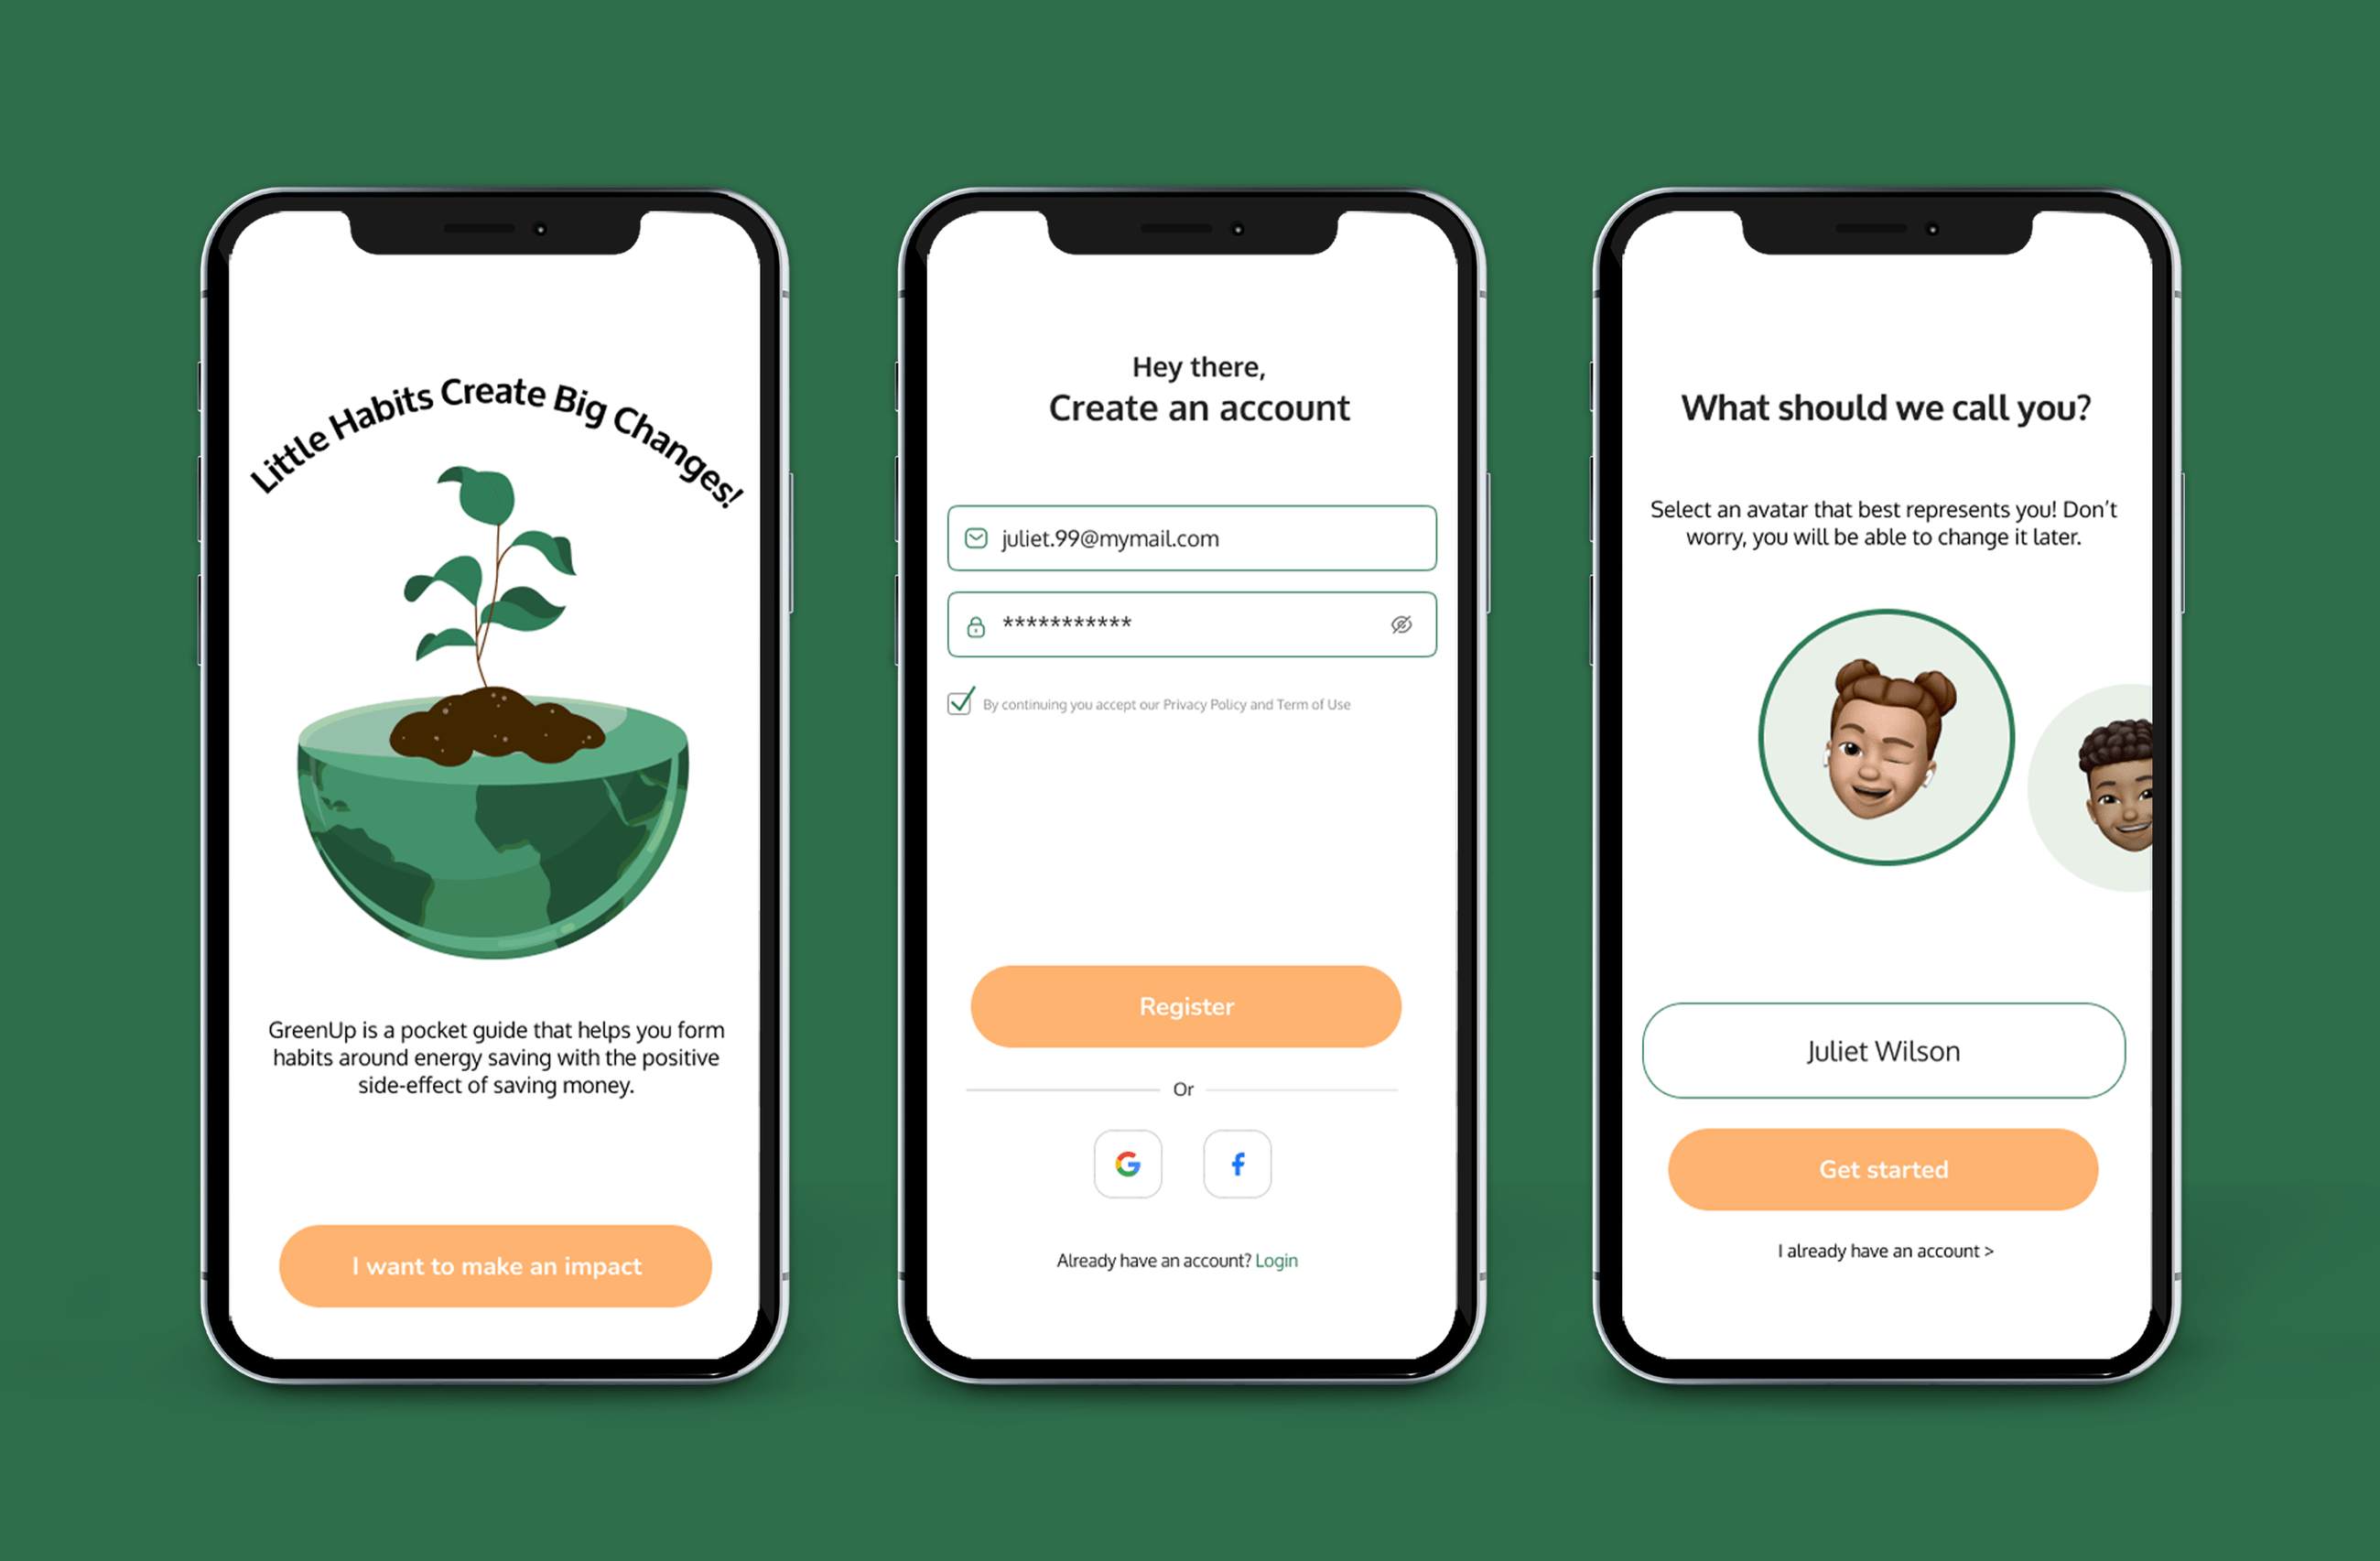 Little Habits Create Big Changes!
GreenUp is a pocket guide that helps you form
habits around energy saving with the positive
side-effect of saving money.
I want to make an impact
Hey there,
Create an account
juliet.99@mymail.com
***********
By continuing you accept our Privacy Policy and Term of Use
Register
Or
Already have an account? Login
What should we call you?
Select an avatar that best represents you! Don’t
worry, you will be able to change it later.
Juliet Wilson
Get started
I already have an account >